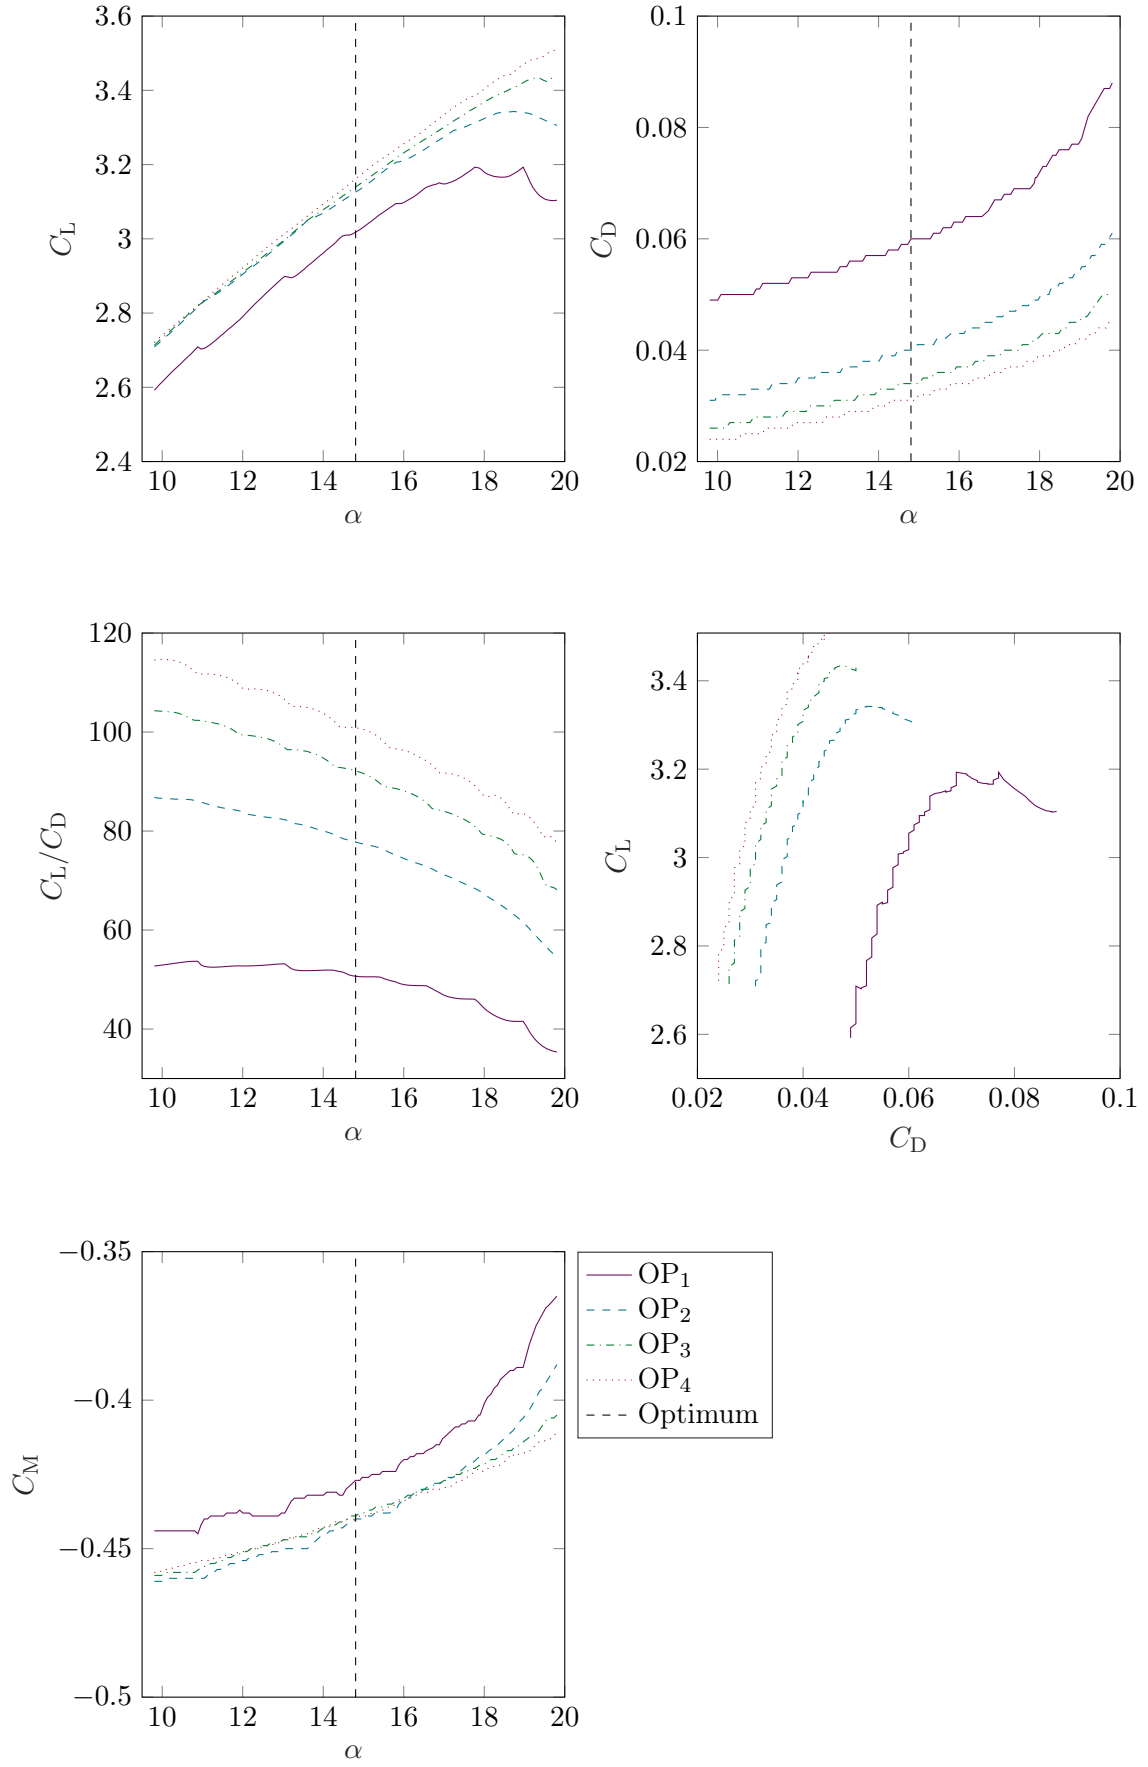 3.6
3.4
3.2
3
2.8
2.6
2.4
C_L
10 12 14 16 18 20
α
0.1
0.08
0.06
0.04
0.02
C_D
10 12 14 16 18 20
α
120
100
80
60
40
C_L/C_D
10 12 14 16 18 20
α
3.4
3.2
3
2.8
2.6
C_L
0.02 0.04 0.06 0.08 0.1
C_D
−0.35
−0.4
−0.45
−0.5
C_M
10 12 14 16 18 20
α
OP₁
OP₂
OP₃
OP₄
Optimum